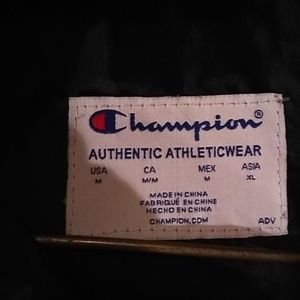 Champion®
AUTHENTIC ATHLETICWEAR
USA CA MEX ASIA
M M/M M XL
MADE IN CHINA
FABRIQUÉ EN CHINE
HECHO EN CHINA
CHAMPION.COM ADV